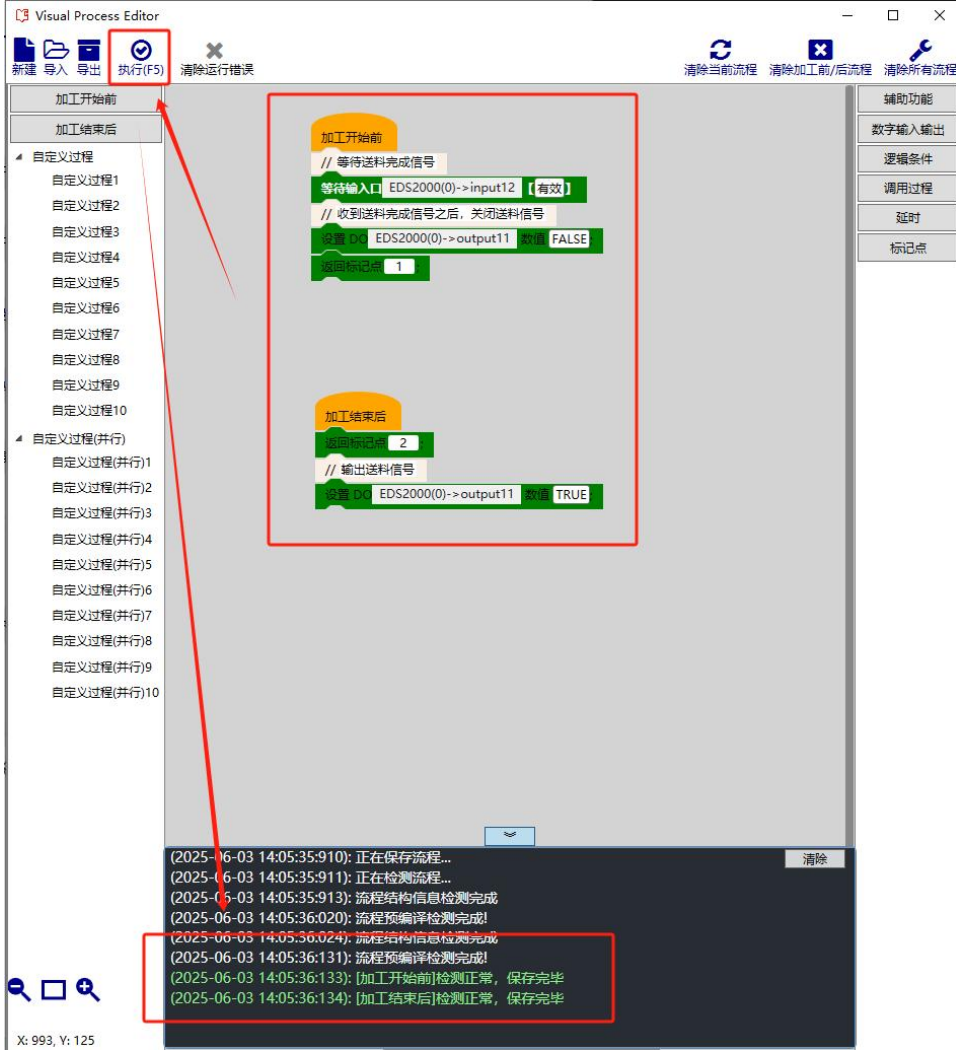 Visual Process Editor
新建 导入 导出 执行(F5) 清除运行错误 清除当前流程 清除加工前/后流程 清除所有流程
加工开始前
加工结束后
自定义过程
自定义过程1
自定义过程2
自定义过程3
自定义过程4
自定义过程5
自定义过程6
自定义过程7
自定义过程8
自定义过程9
自定义过程10
自定义过程(并行)
自定义过程(并行)1
自定义过程(并行)2
自定义过程(并行)3
自定义过程(并行)4
自定义过程(并行)5
自定义过程(并行)6
自定义过程(并行)7
自定义过程(并行)8
自定义过程(并行)9
自定义过程(并行)10
加工开始前
// 等待送料完成信号
等待输入口 EDS2000(0)->input12 【有效】
// 收到送料完成信号之后，关闭送料信号
设置 DO EDS2000(0)->output11 数值 FALSE;
返回标记点 1 ;
加工结束后
返回标记点 2 ;
// 输出送料信号
设置 DO EDS2000(0)->output11 数值 TRUE;
辅助功能
数字输入输出
逻辑条件
调用过程
延时
标记点
清除
(2025-06-03 14:05:35:910): 正在保存流程...
(2025-06-03 14:05:35:911): 正在检测流程...
(2025-06-03 14:05:35:913): 流程结构信息检测完成
(2025-06-03 14:05:36:020): 流程预编译检测完成!
(2025-06-03 14:05:36:024): 流程结构信息检测完成
(2025-06-03 14:05:36:131): 流程预编译检测完成!
(2025-06-03 14:05:36:133): [加工开始前]检测正常，保存完毕
(2025-06-03 14:05:36:134): [加工结束后]检测正常，保存完毕
X: 993, Y: 125